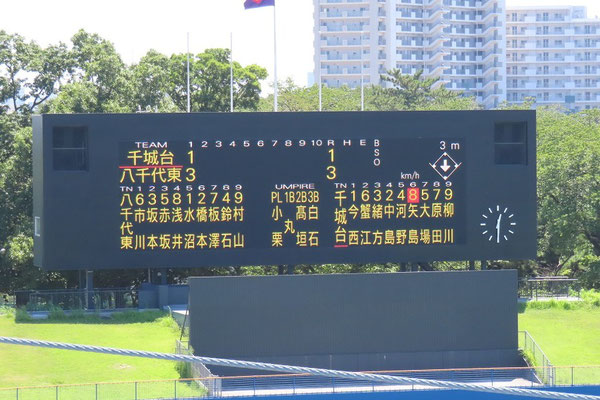 TEAM 1 2 3 4 5 6 7 8 9 10 R H E BSO 3 m
千城台 1 1
八千代東 3 3
km/h
TN 1 2 3 4 5 6 7 8 9 UMPIRE TN 1 2 3 4 5 6 7 8 9
八千代東 6 3 5 8 1 2 7 4 9 PL 1B 2B 3B 千城台 1 6 3 2 4 8 5 7 9
市川 坂本 赤坂 浅井 水沼 橋本 板澤 鈴石 村山 小栗 丸 髙垣 白石 今西 蟹江 緒方 中島 河野 矢島 大場 原田 柳川